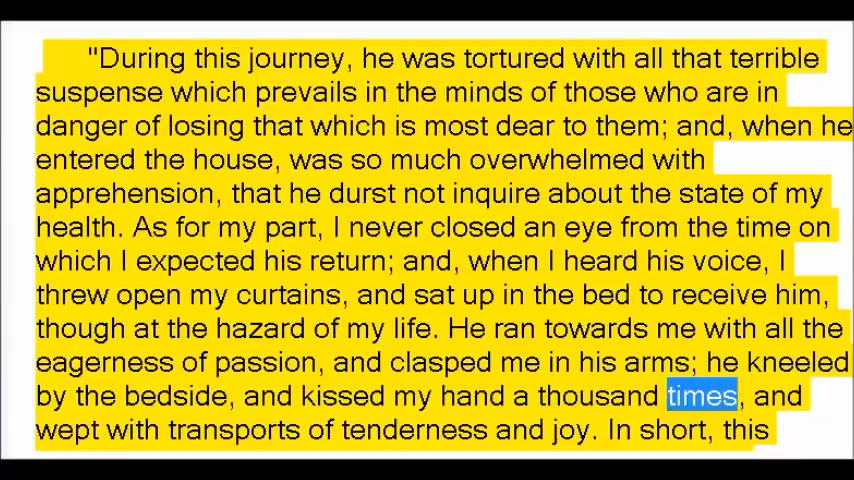 "During this journey, he was tortured with all that terrible
suspense which prevails in the minds of those who are in
danger of losing that which is most dear to them; and, when he
entered the house, was so much overwhelmed with
apprehension, that he durst not inquire about the state of my
health. As for my part, I never closed an eye from the time on
which I expected his return; and, when I heard his voice, I
threw open my curtains, and sat up in the bed to receive him,
though at the hazard of my life. He ran towards me with all the
eagerness of passion, and clasped me in his arms; he kneeled
by the bedside, and kissed my hand a thousand times, and
wept with transports of tenderness and joy. In short, this